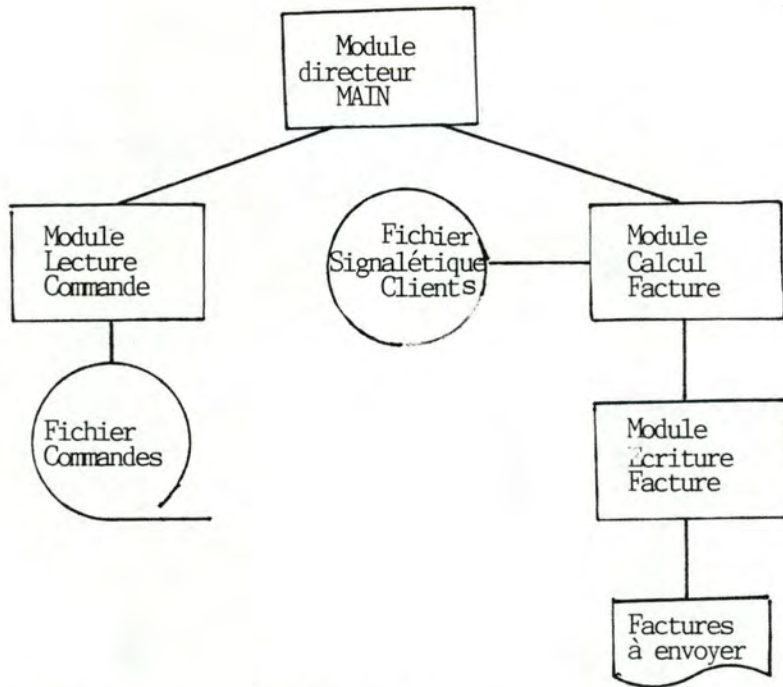 Module
directeur
MAIN
Module
Lecture
Commande
Fichier
Signalétique
Clients
Module
Calcul
Facture
Fichier
Commandes
Module
Ecriture
Facture
Factures
à envoyer